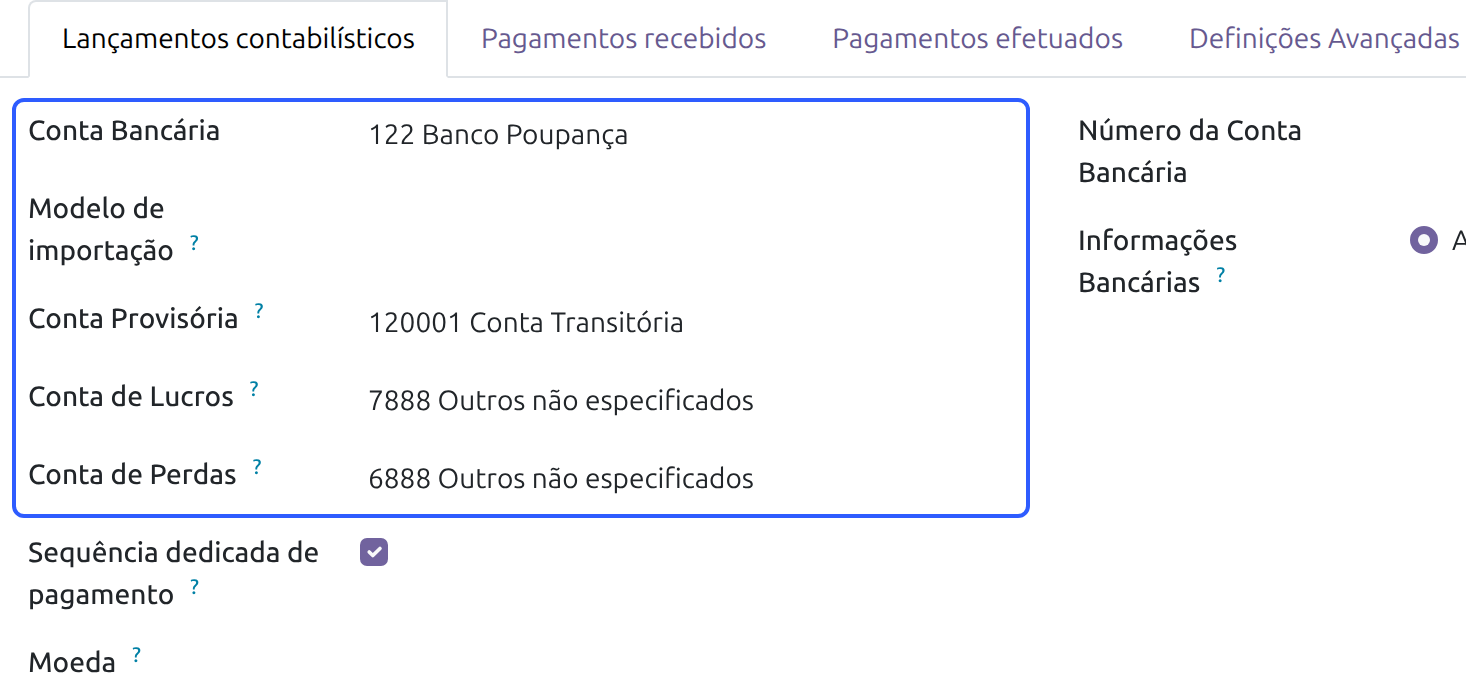 Lançamentos contabilísticos
Pagamentos recebidos
Pagamentos efetuados
Definições Avançadas
Conta Bancária
122 Banco Poupança
Modelo de
importação ?
Conta Provisória ?
120001 Conta Transitória
Conta de Lucros ?
7888 Outros não especificados
Conta de Perdas ?
6888 Outros não especificados
Sequência dedicada de
pagamento ?
Moeda ?
Número da Conta
Bancária
Informações
Bancárias ?
A